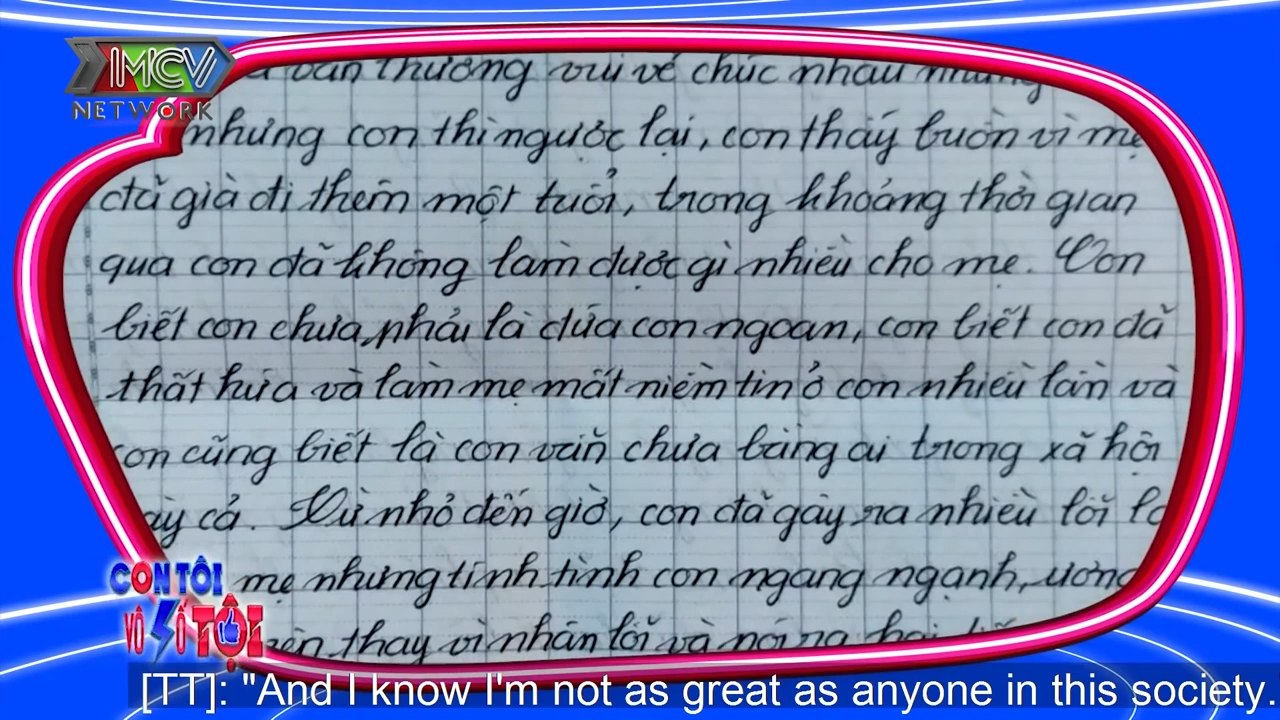 MCV
NETWORK
vẫn thường vui vẻ chúc nhau những
nhưng con thì ngược lại, con thấy buồn vì mẹ
đã già đi thêm một tuổi, trong khoảng thời gian
qua con đã không làm được gì nhiều cho mẹ. Con
biết con chưa phải là đứa con ngoan, con biết con đã
thất hứa và làm mẹ mất niềm tin ở con nhiều lần và
con cũng biết là con vẫn chưa bằng ai trong xã hội
ày cả. Từ nhỏ đến giờ, con đã gây ra nhiều lỗi
mẹ nhưng tính tình con ngang ngạnh, ương
thay vì nhận lỗi và nói ra
CON TÔI
VÔ SỐ TỘI
[TT]: "And I know I'm not as great as anyone in this society.